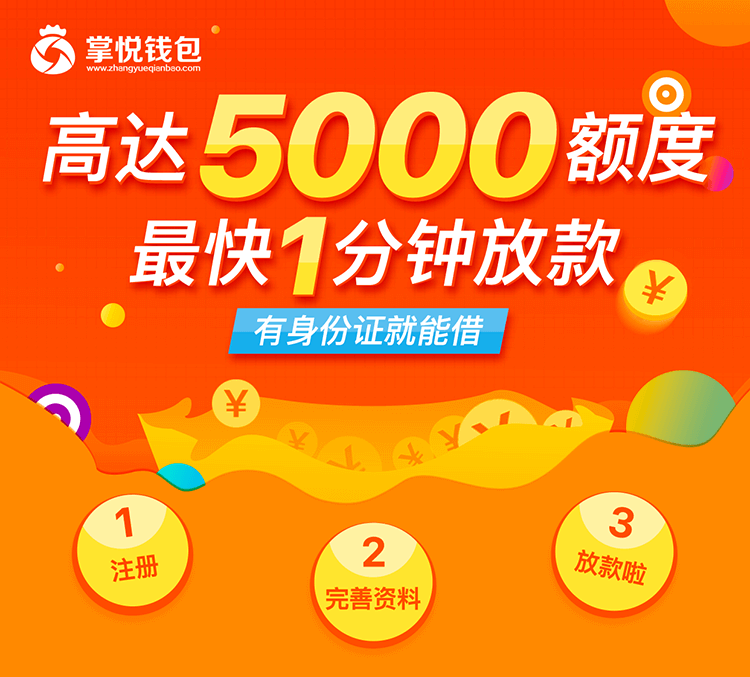 掌悦钱包
www.zhangyueqianbao.com
高达5000额度
最快1分钟放款
有身份证就能借
1
注册
2
完善资料
3
放款啦